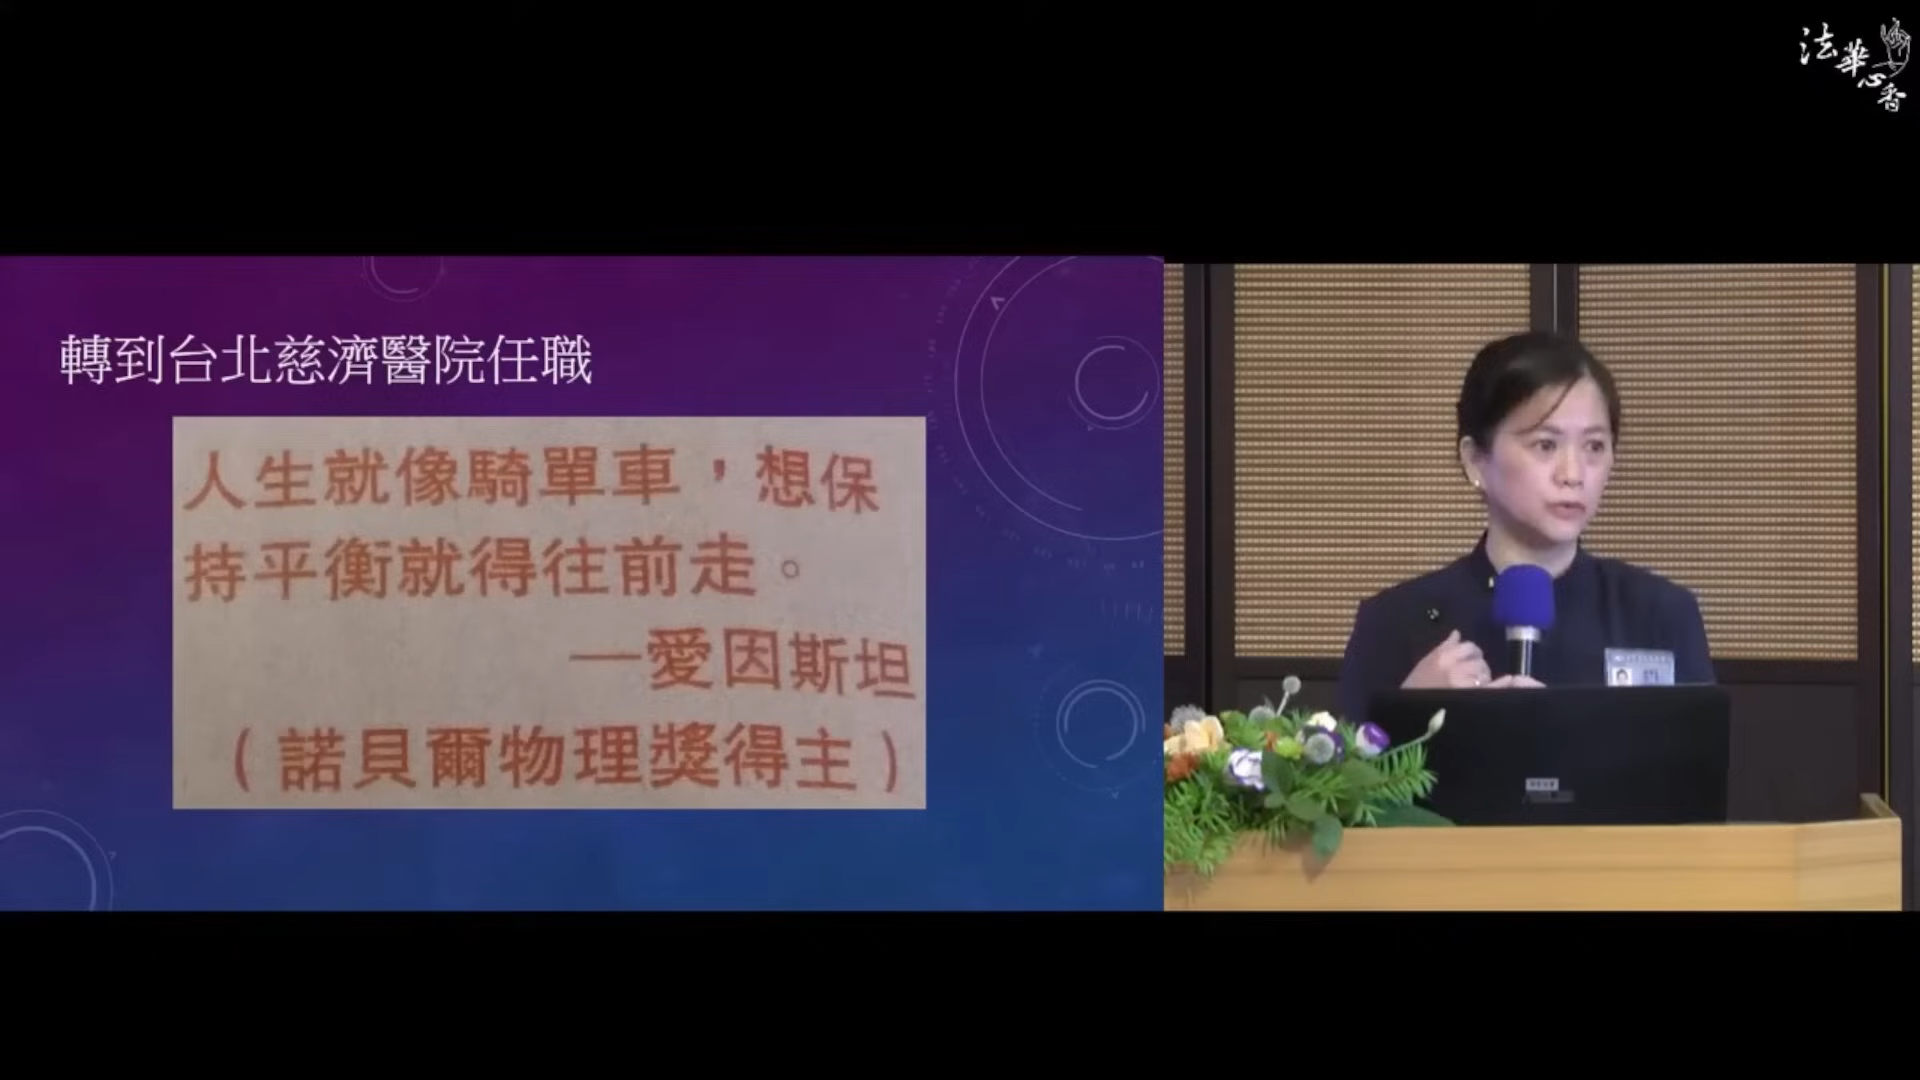 法華心香
轉到台北慈濟醫院任職
人生就像騎單車，想保
持平衡就得往前走。
—愛因斯坦
（諾貝爾物理獎得主）